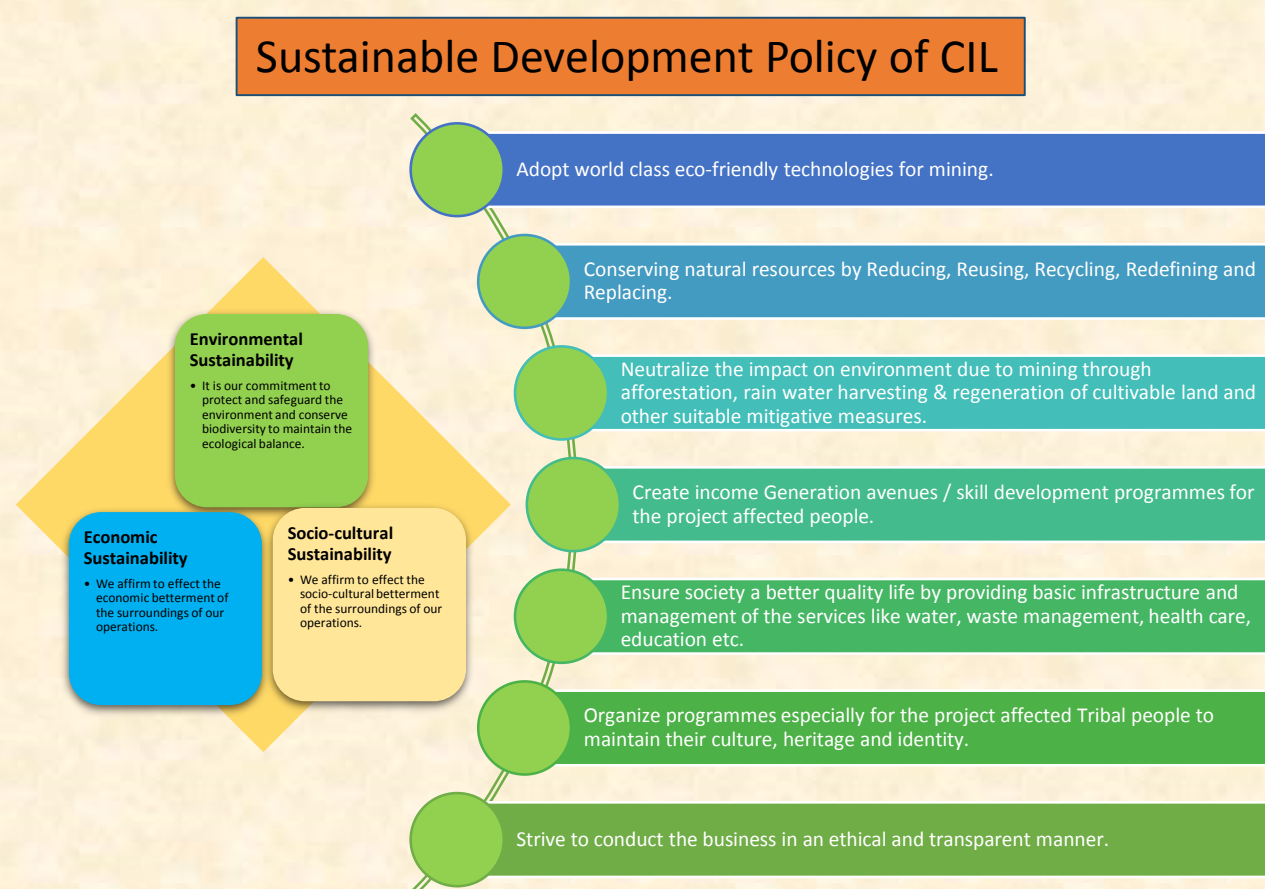 Sustainable Development Policy of CIL
Environmental
Sustainability
• It is our commitment to
protect and safeguard the
environment and conserve
biodiversity to maintain the
ecological balance.
Economic
Sustainability
• We affirm to effect the
economic betterment of
the surroundings of our
operations.
Socio-cultural
Sustainability
• We affirm to effect the
socio-cultural betterment
of the surroundings of our
operations.
Adopt world class eco-friendly technologies for mining.
Conserving natural resources by Reducing, Reusing, Recycling, Redefining and
Replacing.
Neutralize the impact on environment due to mining through
afforestation, rain water harvesting & regeneration of cultivable land and
other suitable mitigative measures.
Create income Generation avenues / skill development programmes for
the project affected people.
Ensure society a better quality life by providing basic infrastructure and
management of the services like water, waste management, health care,
education etc.
Organize programmes especially for the project affected Tribal people to
maintain their culture, heritage and identity.
Strive to conduct the business in an ethical and transparent manner.